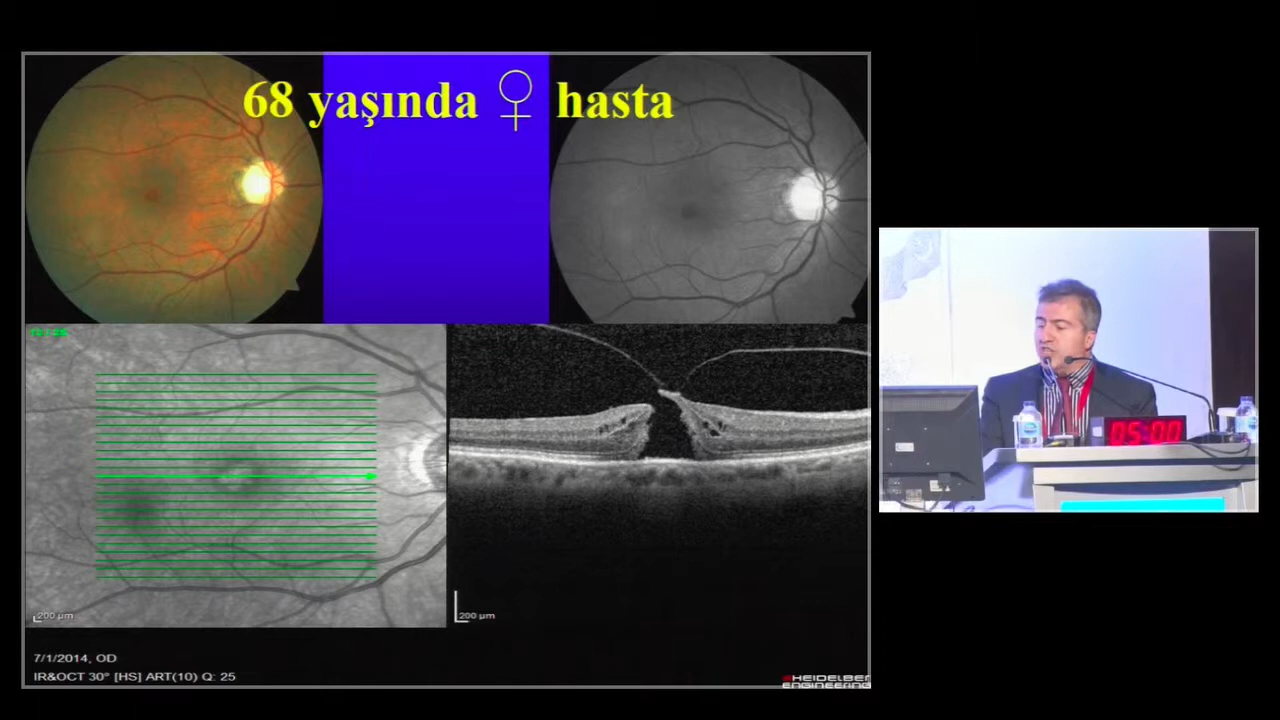 68 yaşında ♀ hasta
200 µm
200 µm
7/1/2014, OD
IR&OCT 30° [HS] ART(10) Q: 25
HEIDELBER
ENGINEERING
05:00